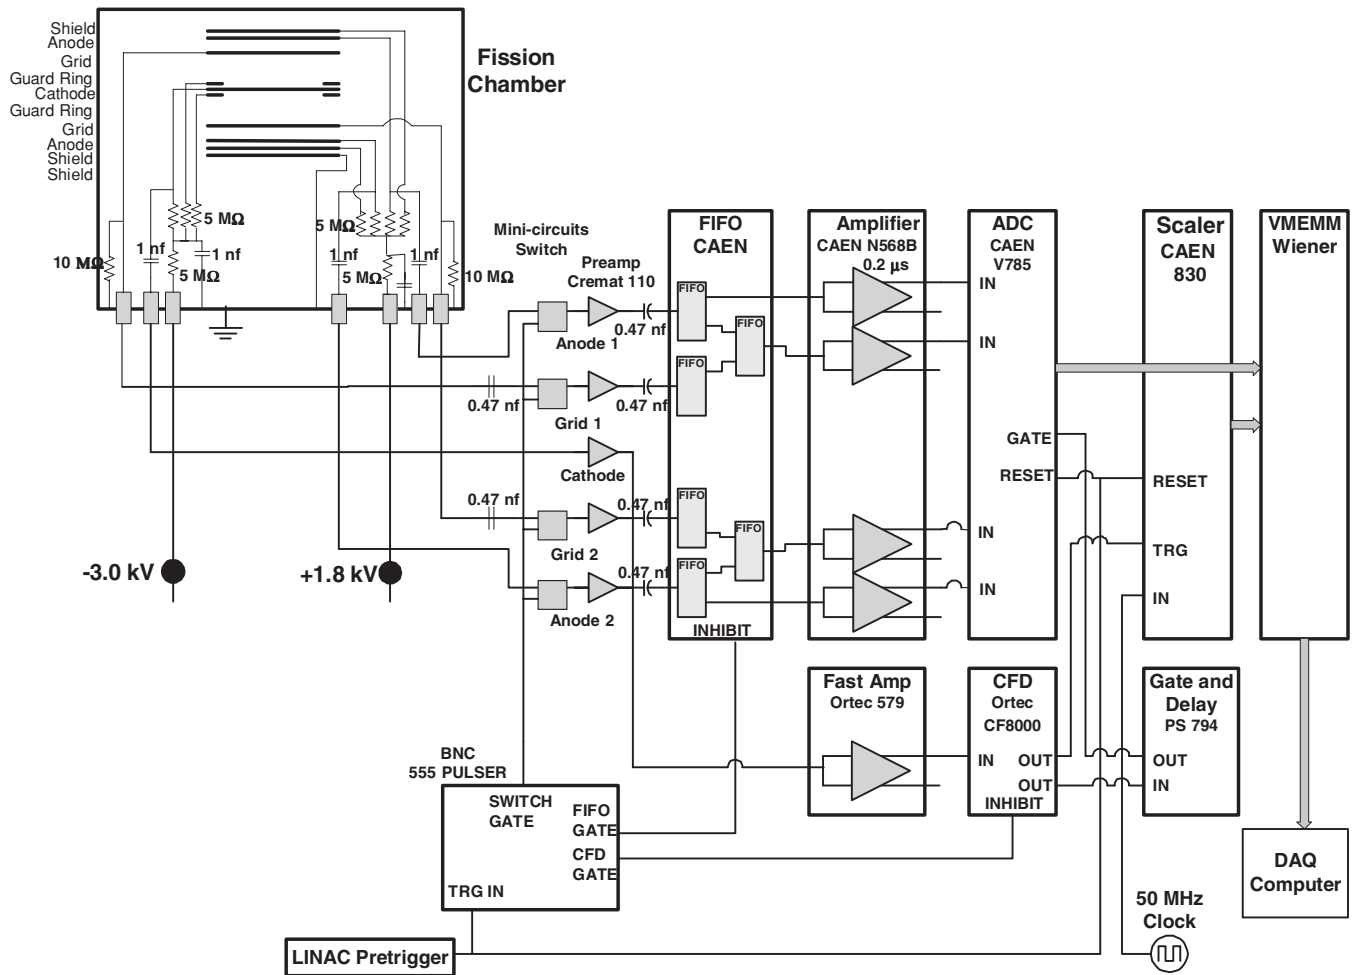 Shield
Anode
Grid
Guard Ring
Cathode
Guard Ring
Grid
Anode
Shield
Shield
Fission
Chamber
5 MΩ
5 MΩ
1 nf
1 nf
1 nf
1 nf
10 MΩ
5 MΩ
5 MΩ
10 MΩ
Mini-circuits
Switch
Preamp
Cremat 110
0.47 nf
Anode 1
0.47 nf
0.47 nf
Grid 1
Cathode
0.47 nf
0.47 nf
Grid 2
0.47 nf
Anode 2
-3.0 kV
+1.8 kV
FIFO
CAEN
FIFO
FIFO
FIFO
FIFO
FIFO
FIFO
INHIBIT
Amplifier
CAEN N568B
0.2 µs
ADC
CAEN
V785
IN
IN
GATE
RESET
IN
IN
Scaler
CAEN
830
RESET
TRG
IN
VMEMM
Wiener
Fast Amp
Ortec 579
CFD
Ortec
CF8000
IN
OUT
OUT
INHIBIT
Gate and
Delay
PS 794
OUT
IN
BNC
555 PULSER
SWITCH
GATE
FIFO
GATE
CFD
GATE
TRG IN
LINAC Pretrigger
50 MHz
Clock
DAQ
Computer